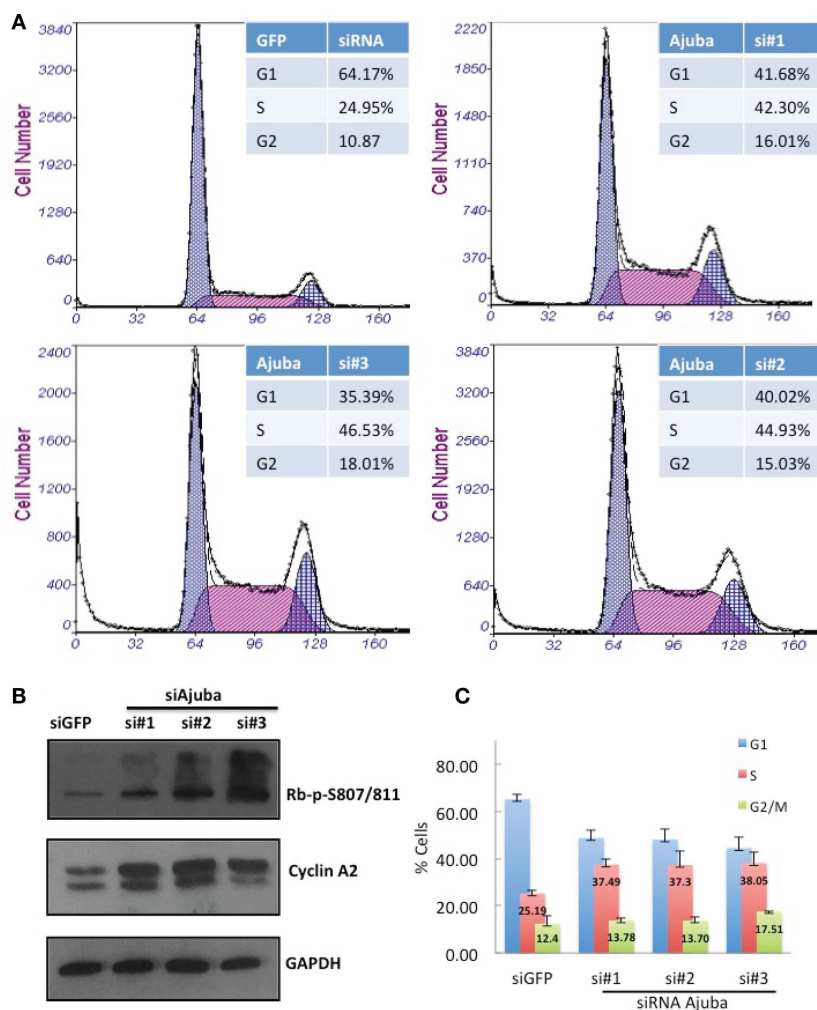 A
Cell Number
3840
3200
2560
1920
1280
640
0
0 32 64 96 128 160
GFP siRNA
G1 64.17%
S 24.95%
G2 10.87
Cell Number
2220
1850
1480
1110
740
370
0
0 32 64 96 128 160
Ajuba si#1
G1 41.68%
S 42.30%
G2 16.01%
Cell Number
2400
2000
1600
1200
800
400
0
0 32 64 96 128 160
Ajuba si#3
G1 35.39%
S 46.53%
G2 18.01%
Cell Number
3840
3200
2560
1920
1280
640
0
0 32 64 96 128 160
Ajuba si#2
G1 40.02%
S 44.93%
G2 15.03%
B
siAjuba
siGFP si#1 si#2 si#3
Rb-p-S807/811
Cyclin A2
GAPDH
C
G1
S
G2/M
% Cells
80.00
60.00
40.00
20.00
0.00
25.19 12.4
37.49 13.78
37.3 13.70
38.05 17.51
siGFP si#1 si#2 si#3
siRNA Ajuba